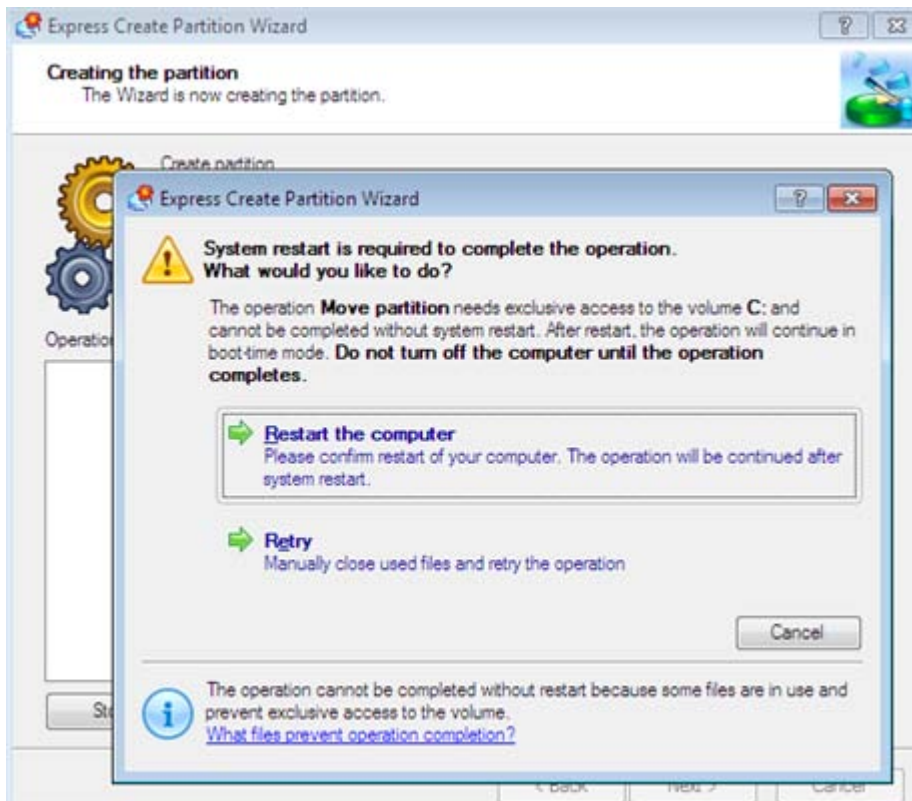 Express Create Partition Wizard
Creating the partition
The Wizard is now creating the partition.
Create partition
Express Create Partition Wizard
System restart is required to complete the operation.
What would you like to do?
The operation Move partition needs exclusive access to the volume C: and
cannot be completed without system restart. After restart, the operation will continue in
boot-time mode. Do not turn off the computer until the operation
completes.
Operation
Restart the computer
Please confirm restart of your computer. The operation will be continued after
system restart.
Retry
Manually close used files and retry the operation
Cancel
The operation cannot be completed without restart because some files are in use and
prevent exclusive access to the volume.
What files prevent operation completion?
< Back Next > Cancel